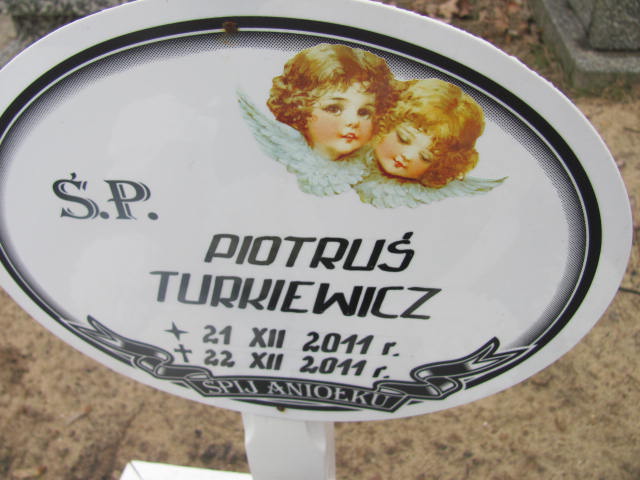 Ś.P.
PIOTRUŚ
TURKIEWICZ
21 XII 2011 r.
22 XII 2011 r.
ŚPIJ ANIOŁKU